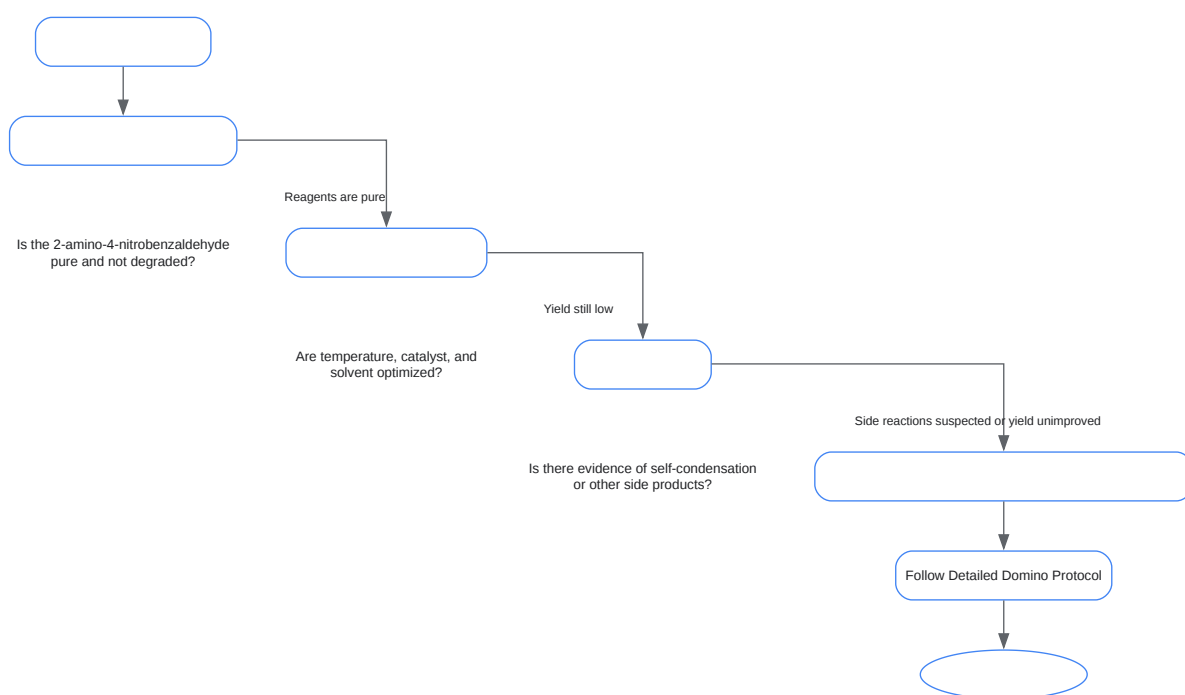 Reagents are pure
Is the 2-amino-4-nitrobenzaldehyde
pure and not degraded?
Yield still low
Are temperature, catalyst, and
solvent optimized?
Side reactions suspected or yield unimproved
Is there evidence of self-condensation
or other side products?
Follow Detailed Domino Protocol